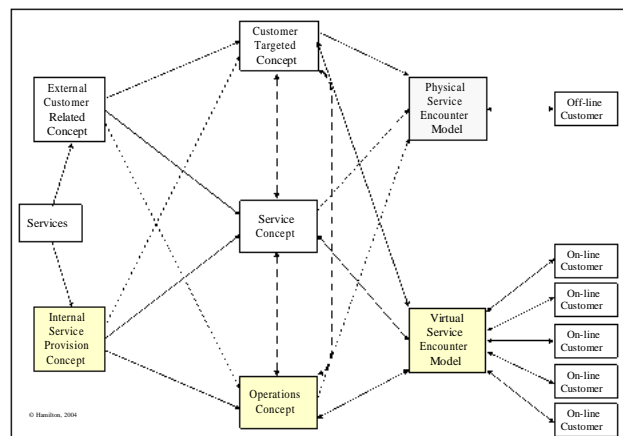 Customer
Targeted
Concept
External
Customer
Related
Concept
Physical
Service
Encounter
Model
Off-line
Customer
Services
Service
Concept
On-line
Customer
On-line
Customer
Internal
Service
Provision
Concept
Virtual
Service
Encounter
Model
On-line
Customer
On-line
Customer
Operations
Concept
On-line
Customer
© Hamilton, 2004